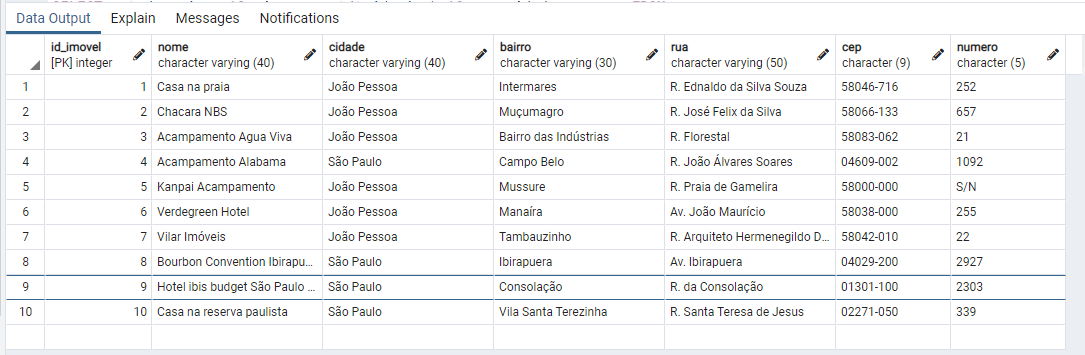 Data Output Explain Messages Notifications
id_imovel nome cidade bairro rua cep numero
[PK] integer character varying (40) character varying (40) character varying (30) character varying (50) character (9) character (5)
1 1 Casa na praia João Pessoa Intermares R. Ednaldo da Silva Souza 58046-716 252
2 2 Chacara NBS João Pessoa Muçumagro R. José Felix da Silva 58066-133 657
3 3 Acampamento Agua Viva João Pessoa Bairro das Indústrias R. Florestal 58083-062 21
4 4 Acampamento Alabama São Paulo Campo Belo R. João Álvares Soares 04609-002 1092
5 5 Kanpai Acampamento João Pessoa Mussure R. Praia de Gamelira 58000-000 S/N
6 6 Verdegreen Hotel João Pessoa Manaíra Av. João Maurício 58038-000 255
7 7 Vilar Imóveis João Pessoa Tambauzinho R. Arquiteto Hermenegildo D... 58042-010 22
8 8 Bourbon Convention Ibirapu... São Paulo Ibirapuera Av. Ibirapuera 04029-200 2927
9 9 Hotel ibis budget São Paulo ... São Paulo Consolação R. da Consolação 01301-100 2303
10 10 Casa na reserva paulista São Paulo Vila Santa Terezinha R. Santa Teresa de Jesus 02271-050 339